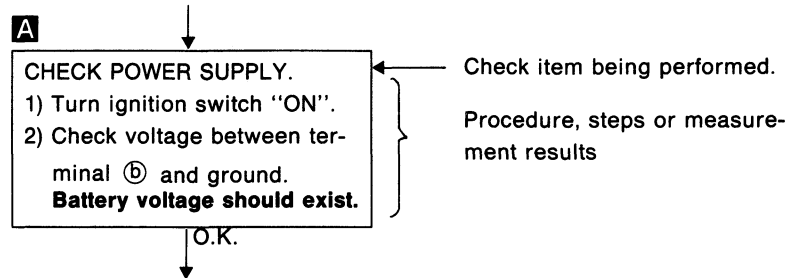 A
CHECK POWER SUPPLY.
1) Turn ignition switch "ON".
2) Check voltage between ter-
minal ⓑ and ground.
Battery voltage should exist.
O.K.
Check item being performed.
Procedure, steps or measure-
ment results